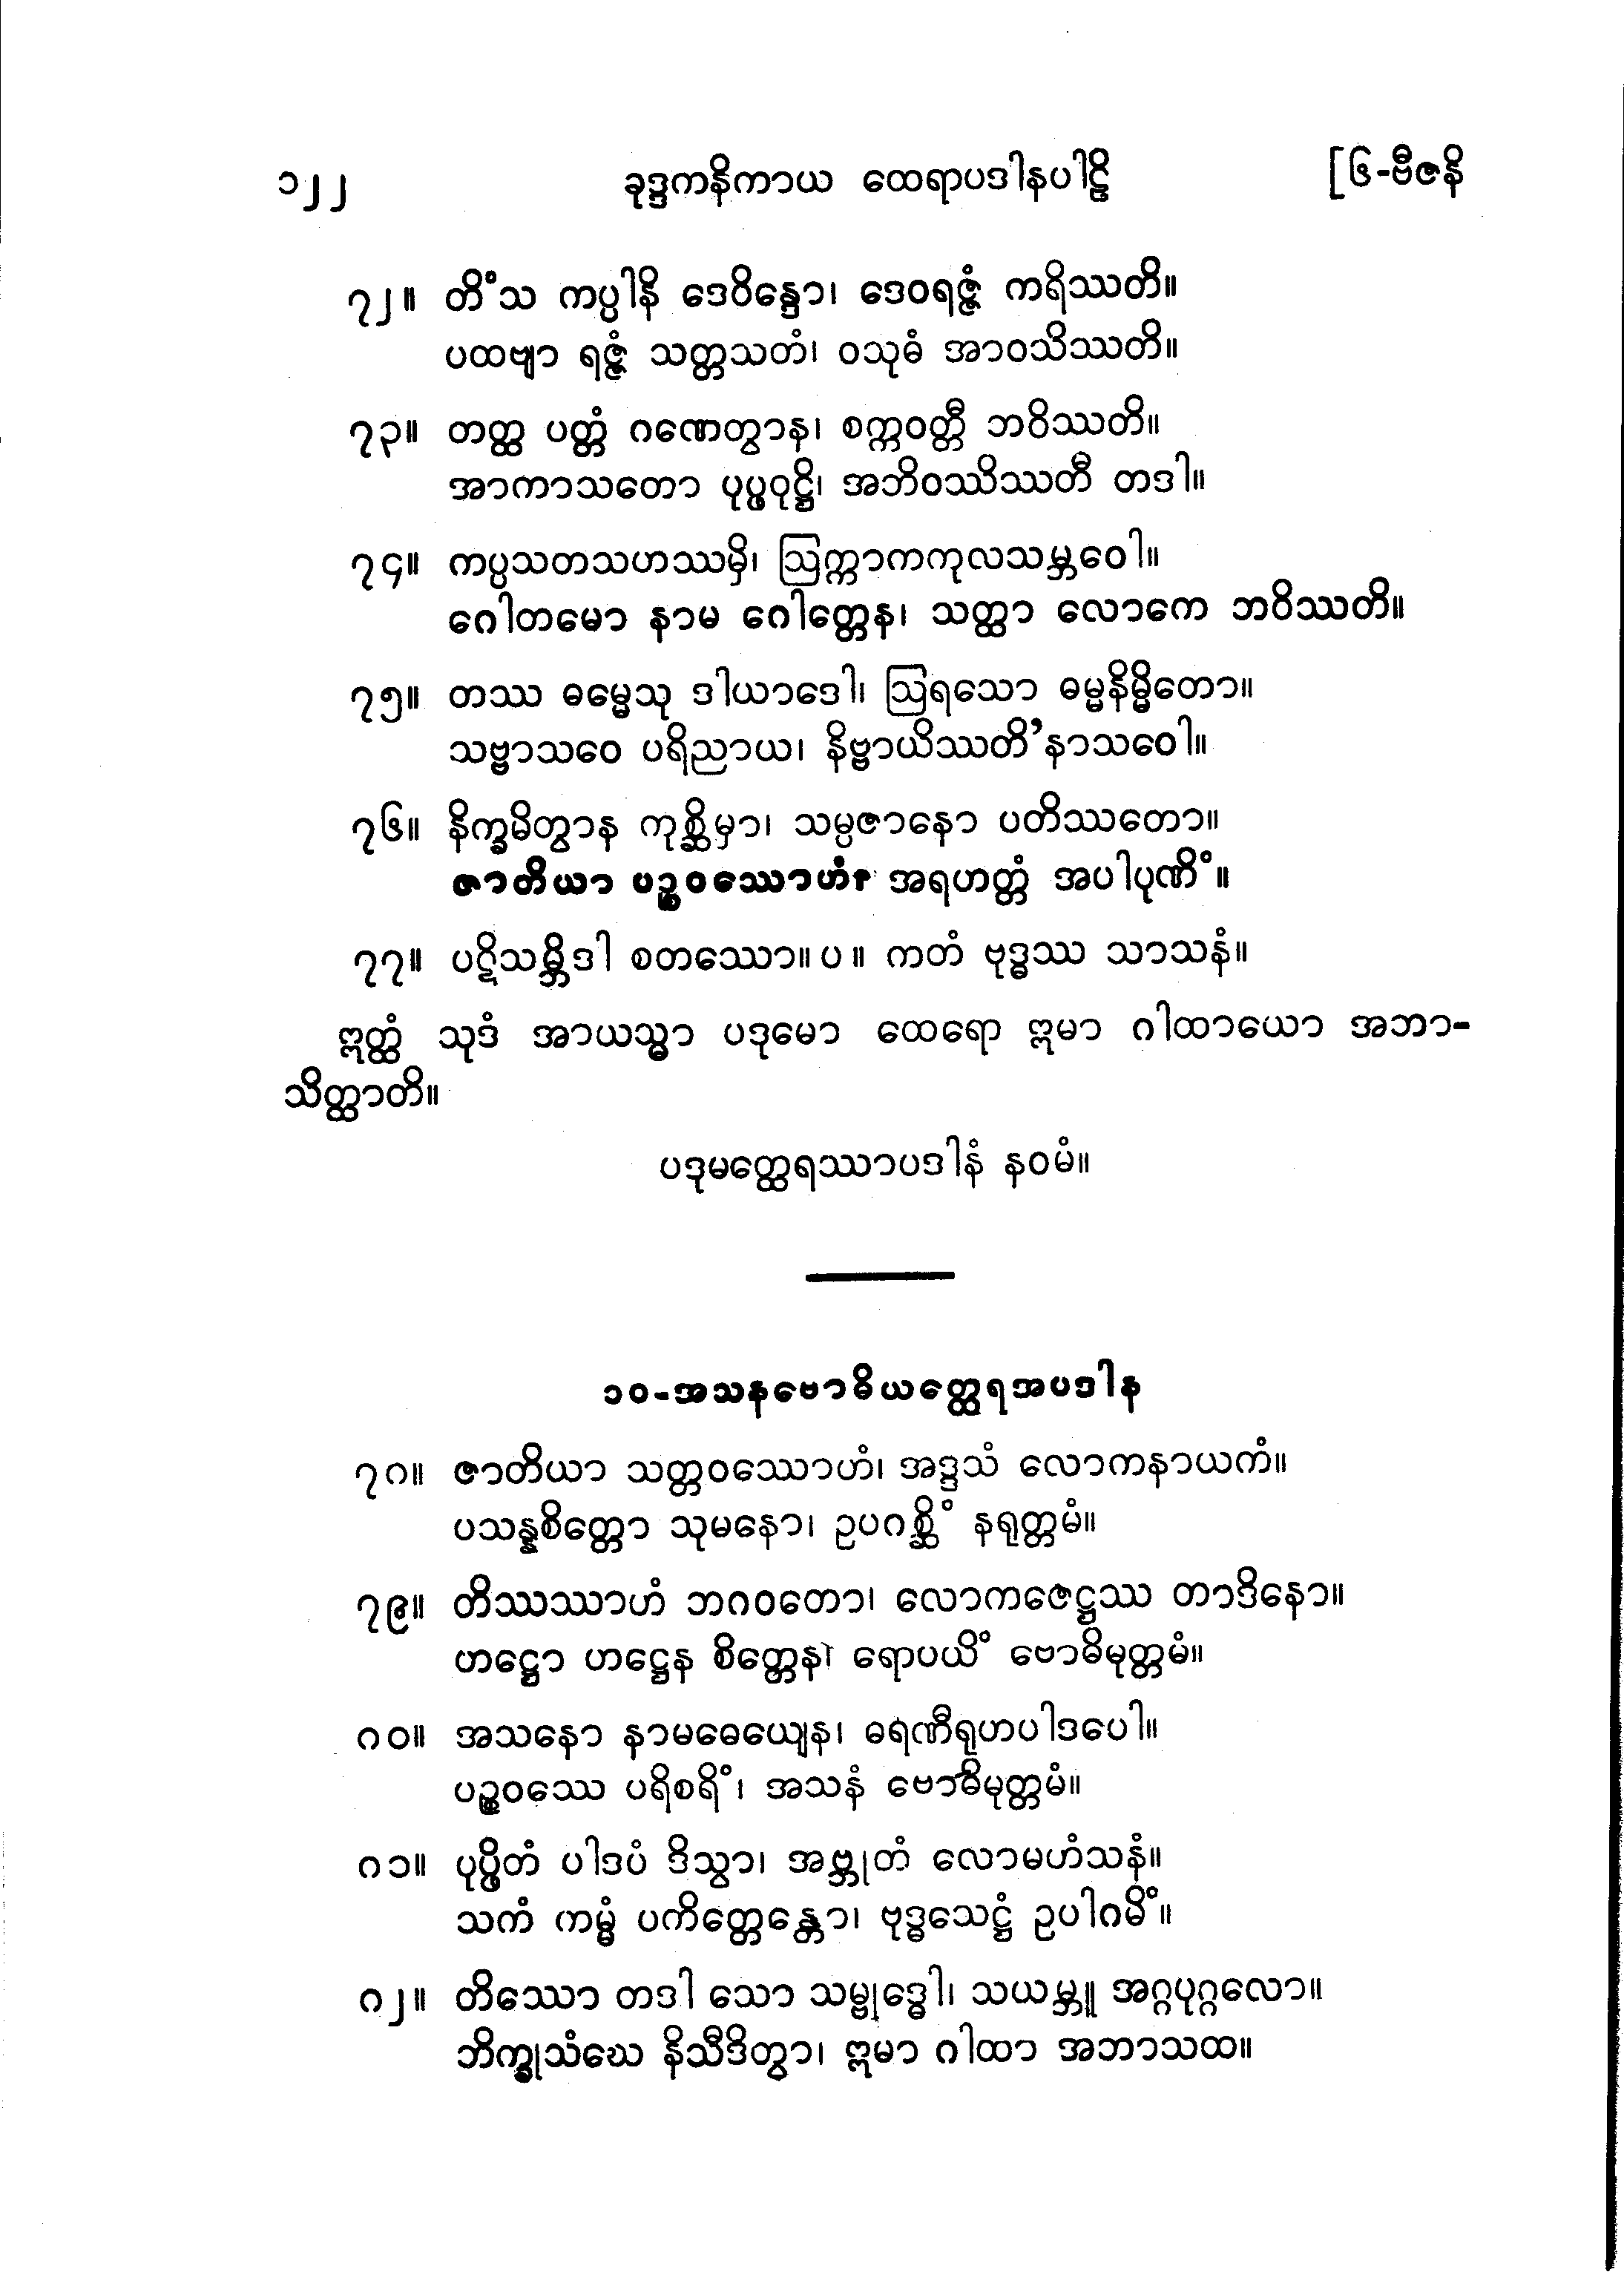 ၁၂၂ ခုဒ္ဒကနိကာယ ထေရာပဒါနပါဠိ [၆-ဗီဇနိ
၇၂။ တိံသ ကပ္ပါနိ ဒေဝိန္ဒော၊ ဒေဝရဇ္ဇံ ကရိဿတိ။
ပထဗျာ ရဇ္ဇံ သတ္တသတံ၊ ဝသုဓံ အာဝသိဿတိ။
၇၃။ တတ္ထ ပတ္တံ ဂဏေတွာန၊ စက္ကဝတ္တီ ဘဝိဿတိ။
အာကာသတော ပုပ္ဖဝုဋ္ဌိ၊ အဘိဝဿိဿတီ တဒါ။
၇၄။ ကပ္ပသတသဟဿမှိ၊ ဩက္ကာကကုလသမ္ဘဝေါ။
ဂေါတမော နာမ ဂေါတ္တေန၊ သတ္ထာ လောကေ ဘဝိဿတိ။
၇၅။ တဿ ဓမ္မေသု ဒါယာဒေါ၊ ဩရသော ဓမ္မနိမ္မိတော။
သဗ္ဗာသဝေ ပရိညာယ၊ နိဗ္ဗာယိဿတိ’နာသဝေါ။
၇၆။ နိက္ခမိတွာန ကုစ္ဆိမှာ၊ သမ္ပဇာနော ပတိဿတော။
ဇာတိယာ ပဉ္စဝဿောဟံ၊ အရဟတ္တံ အပါပုဏိံ။
၇၇။ ပဋိသမ္ဘိဒါ စတဿော။ပ။ ကတံ ဗုဒ္ဓဿ သာသနံ။
ဣတ္ထံ သုဒံ အာယသ္မာ ပဒုမော ထေရော ဣမာ ဂါထာယော အဘာ-
သိတ္ထာတိ။
ပဒုမတ္ထေရဿာပဒါနံ နဝမံ။
၁၀-အသနဗောဓိယတ္ထေရအပဒါန
၇၈။ ဇာတိယာ သတ္တဝဿောဟံ၊ အဒ္ဒသံ လောကနာယကံ။
ပသန္နစိတ္တော သုမနော၊ ဥပဂစ္ဆိံ နရုတ္တမံ။
၇၉။ တိဿဿာဟံ ဘဂဝတော၊ လောကဇေဋ္ဌဿ တာဒိနော။
ဟဋ္ဌော ဟဋ္ဌေန စိတ္တေန၊ ရောပယိံ ဗောဓိမုတ္တမံ။
၈၀။ အသနော နာမဓေယျေန၊ ဓရဏီရုဟပါဒပေါ။
ပဉ္စဝဿေ ပရိစရိံ၊ အသနံ ဗောဓိမုတ္တမံ။
၈၁။ ပုပ္ဖိတံ ပါဒပံ ဒိသွာ၊ အဗ္ဘုတံ လောမဟံသနံ။
သကံ ကမ္မံ ပကိတ္တေန္တော၊ ဗုဒ္ဓသေဋ္ဌံ ဥပါဂမိံ။
၈၂။ တိဿော တဒါ သော သမ္ဗုဒ္ဓေါ၊ သယမ္ဘူ အဂ္ဂပုဂ္ဂလော။
ဘိက္ခုသံဃေ နိသီဒိတွာ၊ ဣမာ ဂါထာ အဘာသထ။